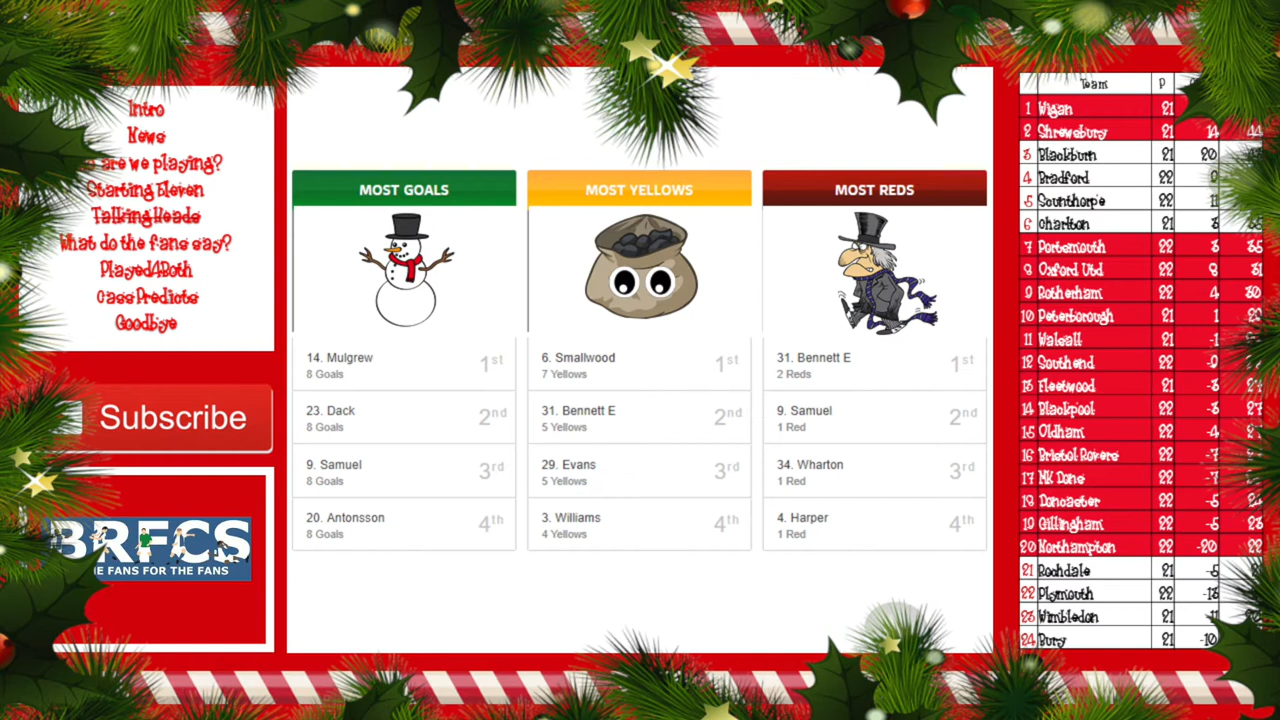 Intro
News
are we playing?
Starting Eleven
Talking Heads
What do the fans say?
Played4Both
Cass Predicts
Goodbye
Subscribe
BRFCS
E FANS FOR THE FANS
MOST GOALS
14. Mulgrew 1st
8 Goals
23. Dack 2nd
8 Goals
9. Samuel 3rd
8 Goals
20. Antonsson 4th
8 Goals
MOST YELLOWS
6. Smallwood 1st
7 Yellows
31. Bennett E 2nd
5 Yellows
29. Evans 3rd
5 Yellows
3. Williams 4th
4 Yellows
MOST REDS
31. Bennett E 1st
2 Reds
9. Samuel 2nd
1 Red
34. Wharton 3rd
1 Red
4. Harper 4th
1 Red
Team P
1 Wigan 21
2 Shrewsbury 21 14 44
3 Blackburn 21 20
4 Bradford 22
5 Scunthorpe 22
6 Charlton 21 3
7 Portsmouth 22 3 35
8 Oxford Utd 22 8 31
9 Rotherham 22 4 30
10 Peterborough 21 1
11 Walsall 21 -1
12 Southend 22
13 Fleetwood 21 -3
14 Blackpool 22 -3
15 Oldham 22 -4
16 Bristol Rovers 22 -7
17 MK Dons 22 -7
18 Doncaster 22 -5
19 Gillingham 22 -5
20 Northampton 22 -20 22
21 Rochdale 21 -5
22 Plymouth 22 -13
23 Wimbledon 21 -11
24 Bury 21 -10